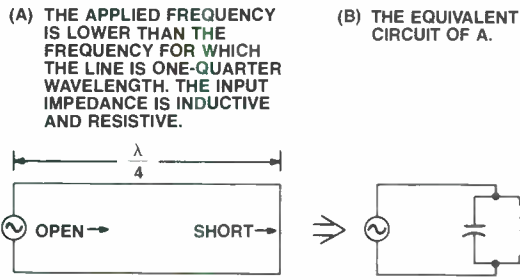 (A) THE APPLIED FREQUENCY
IS LOWER THAN THE
FREQUENCY FOR WHICH
THE LINE IS ONE-QUARTER
WAVELENGTH. THE INPUT
IMPEDANCE IS INDUCTIVE
AND RESISTIVE.
(B) THE EQUIVALENT
CIRCUIT OF A.
λ
4
OPEN
SHORT